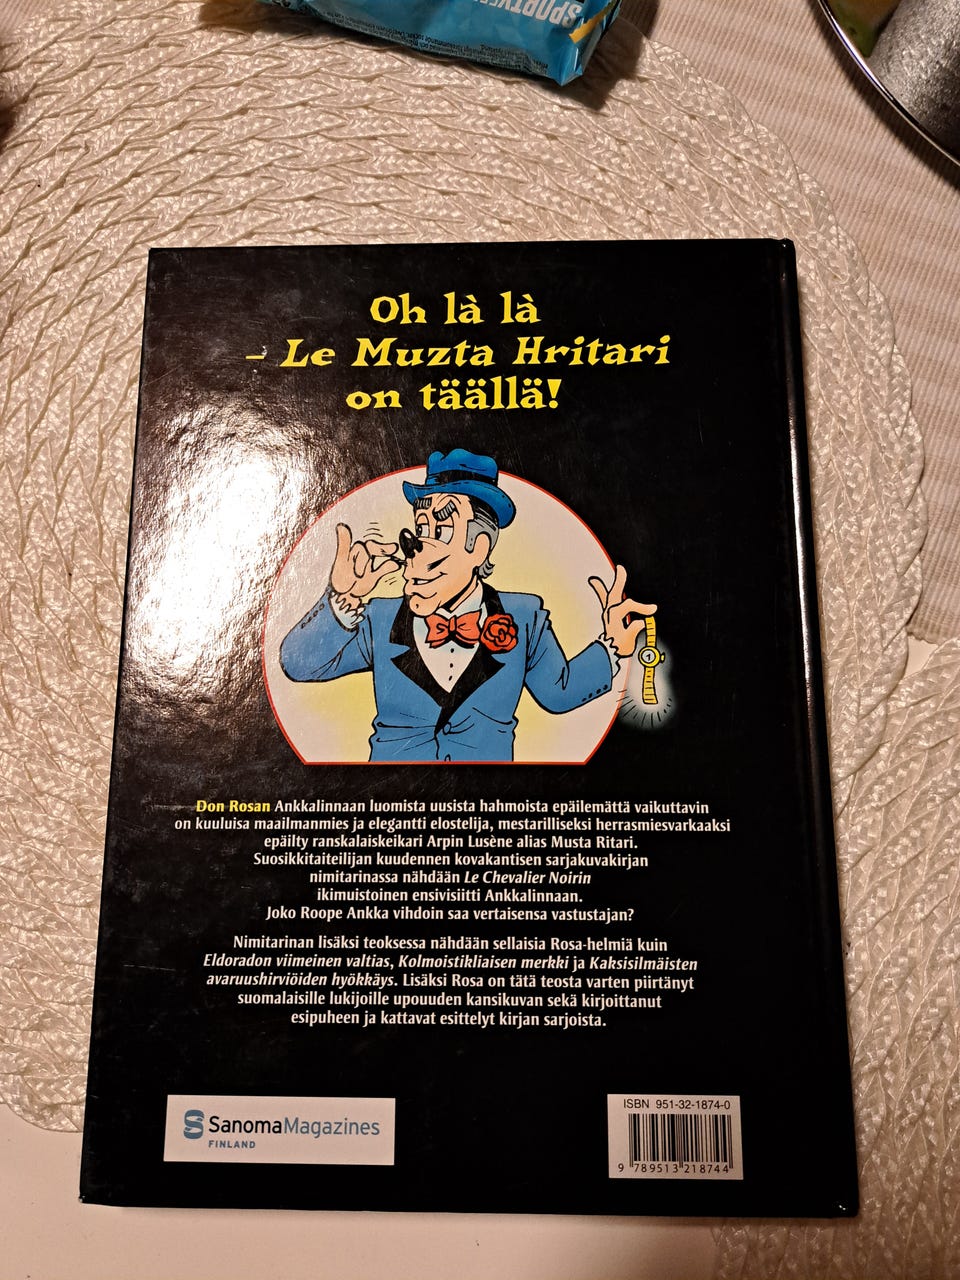 SPORTY
Oh là là
– Le Muzta Hritari
on täällä!
1
Don Rosan Ankkalinnaan luomista uusista hahmoista epäilemättä vaikuttavin
on kuuluisa maailmanmies ja elegantti elostelija, mestarilliseksi herrasmiesvarkaaksi
epäilty ranskalaiskeikari Arpin Lusène alias Musta Ritari.
Suosikkitaiteilijan kuudennen kovakantisen sarjakuvakirjan
nimitarinassa nähdään Le Chevalier Noirin
ikimuistoinen ensivisiitti Ankkalinnaan.
Joko Roope Ankka vihdoin saa vertaisensa vastustajan?
Nimitarinan lisäksi teoksessa nähdään sellaisia Rosa-helmiä kuin
Eldoradon viimeinen valtias, Kolmoistikliaisen merkki ja Kaksisilmäisten
avaruushirviöiden hyökkäys. Lisäksi Rosa on tätä teosta varten piirtänyt
suomalaisille lukijoille upouuden kansikuvan sekä kirjoittanut
esipuheen ja kattavat esittelyt kirjan sarjoista.
SanomaMagazines
FINLAND
ISBN 951-32-1874-0
9 789513 218744